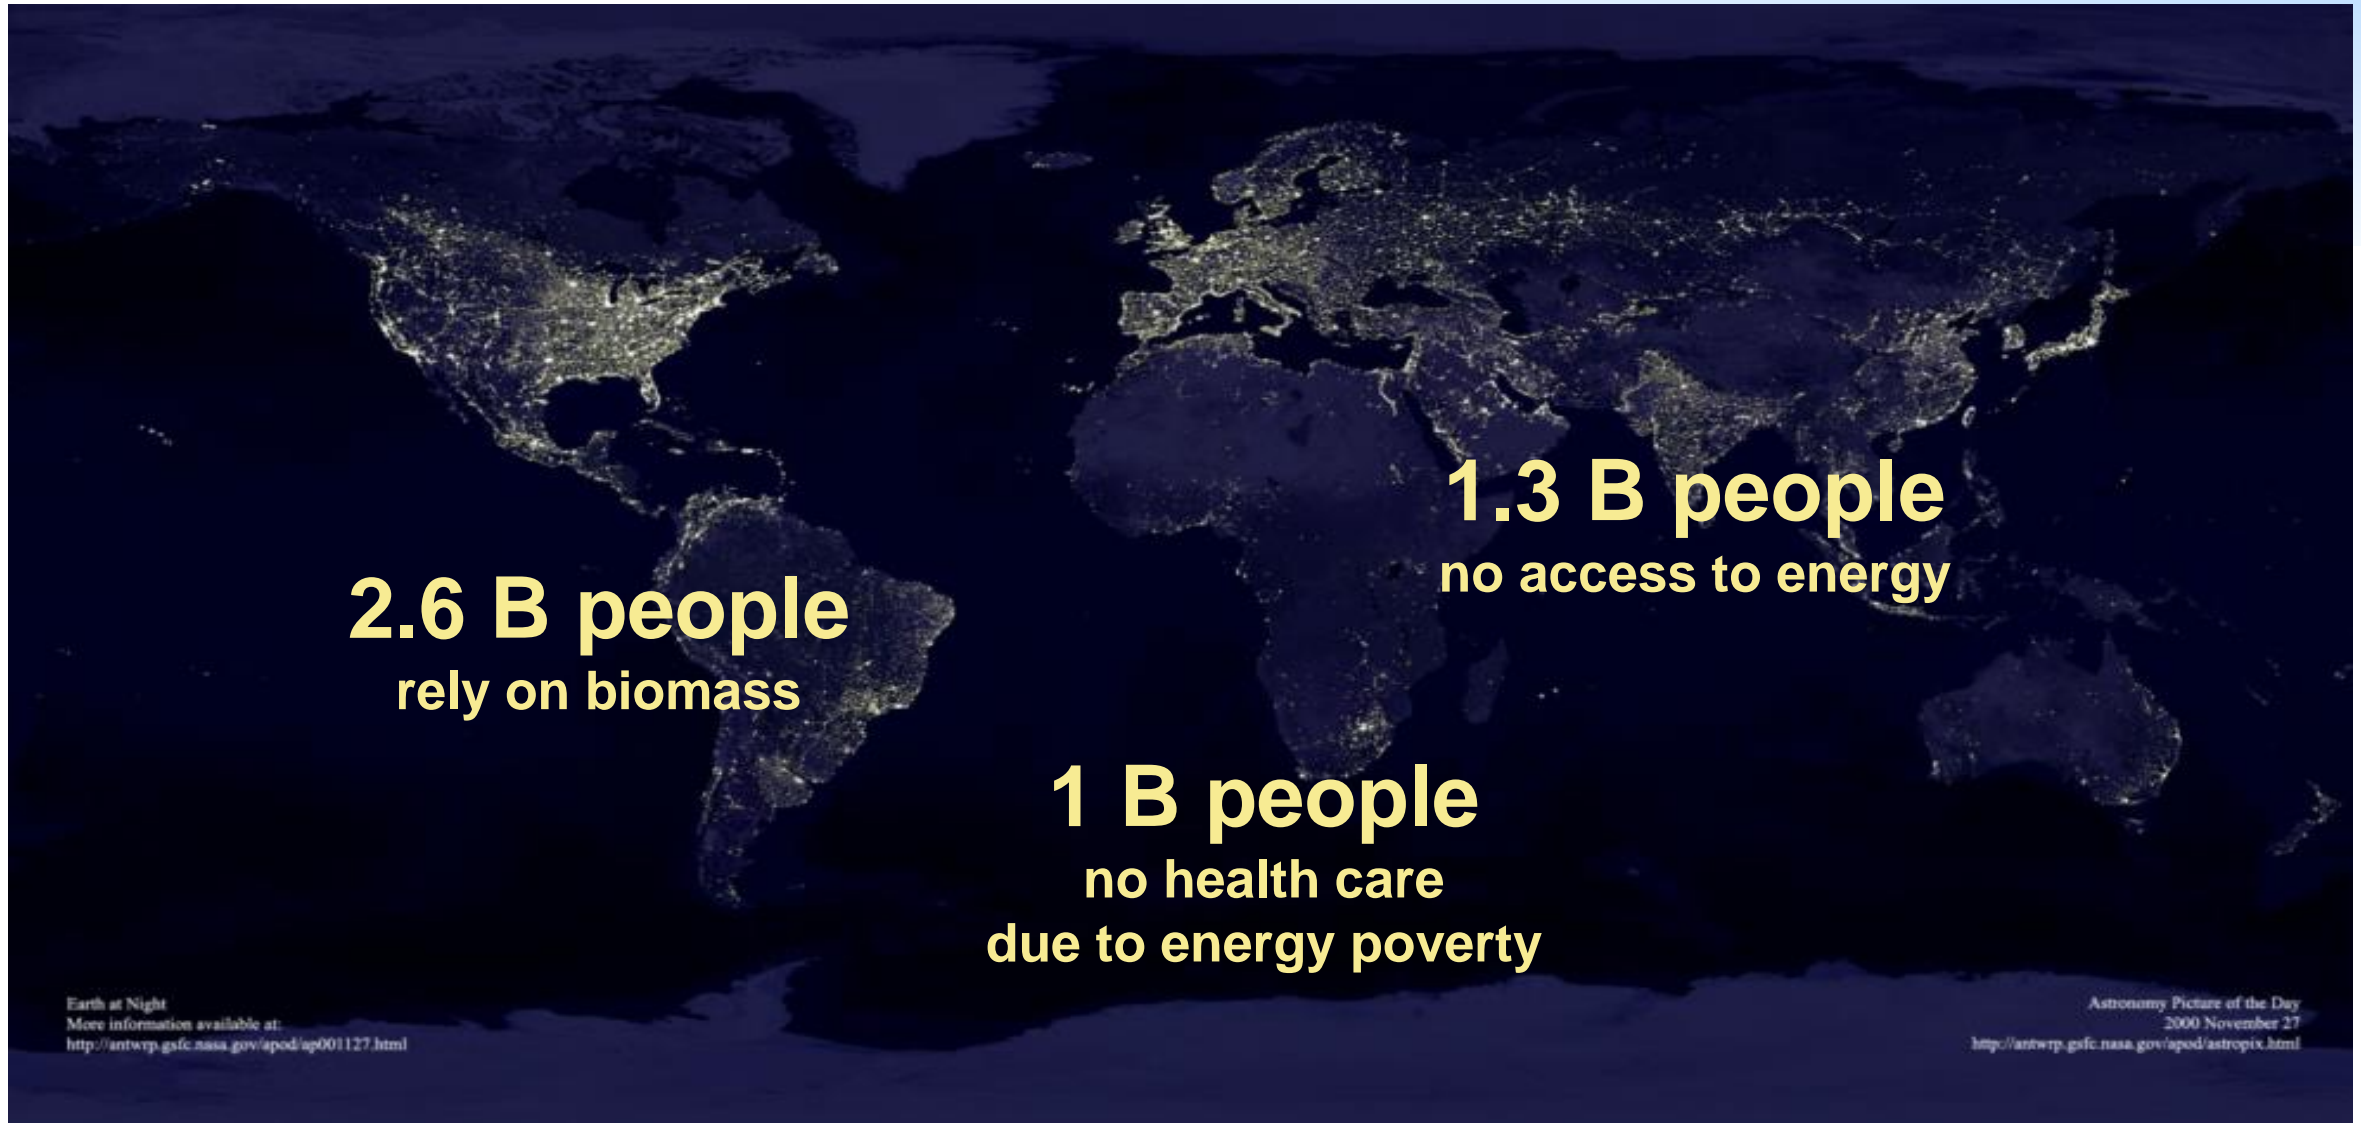 1.3 B people
no access to energy
2.6 B people
rely on biomass
1 B people
no health care
due to energy poverty
Earth at Night
More information available at:
http://antwrp.gsfc.nasa.gov/apod/ap001127.html
Astronomy Picture of the Day
2000 November 27
http://antwrp.gsfc.nasa.gov/apod/astropix.html